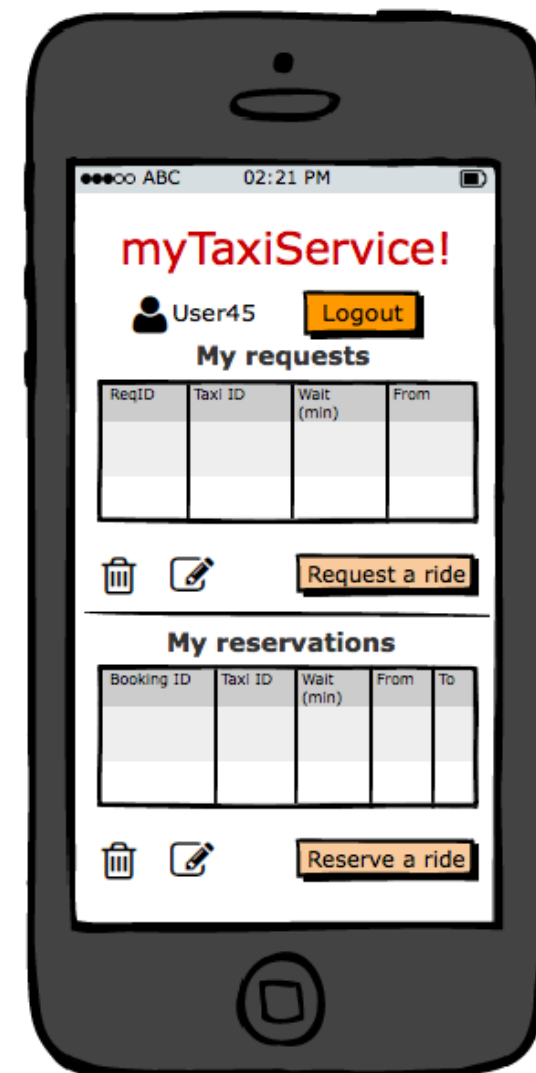 ABC 02:21 PM
myTaxiService!
User45 Logout
My requests
ReqID Taxi ID Wait (min) From
Request a ride
My reservations
Booking ID Taxi ID Wait (min) From To
Reserve a ride